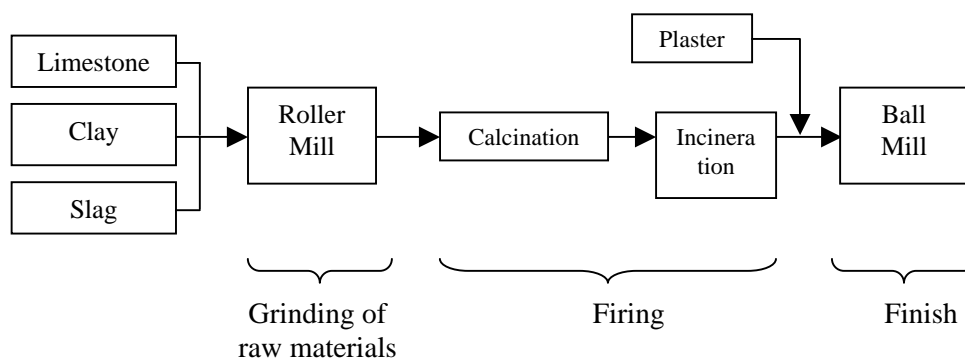 Limestone
Clay
Slag
Roller
Mill
Calcination
Incinera
tion
Plaster
Ball
Mill
Grinding of
raw materials
Firing
Finish